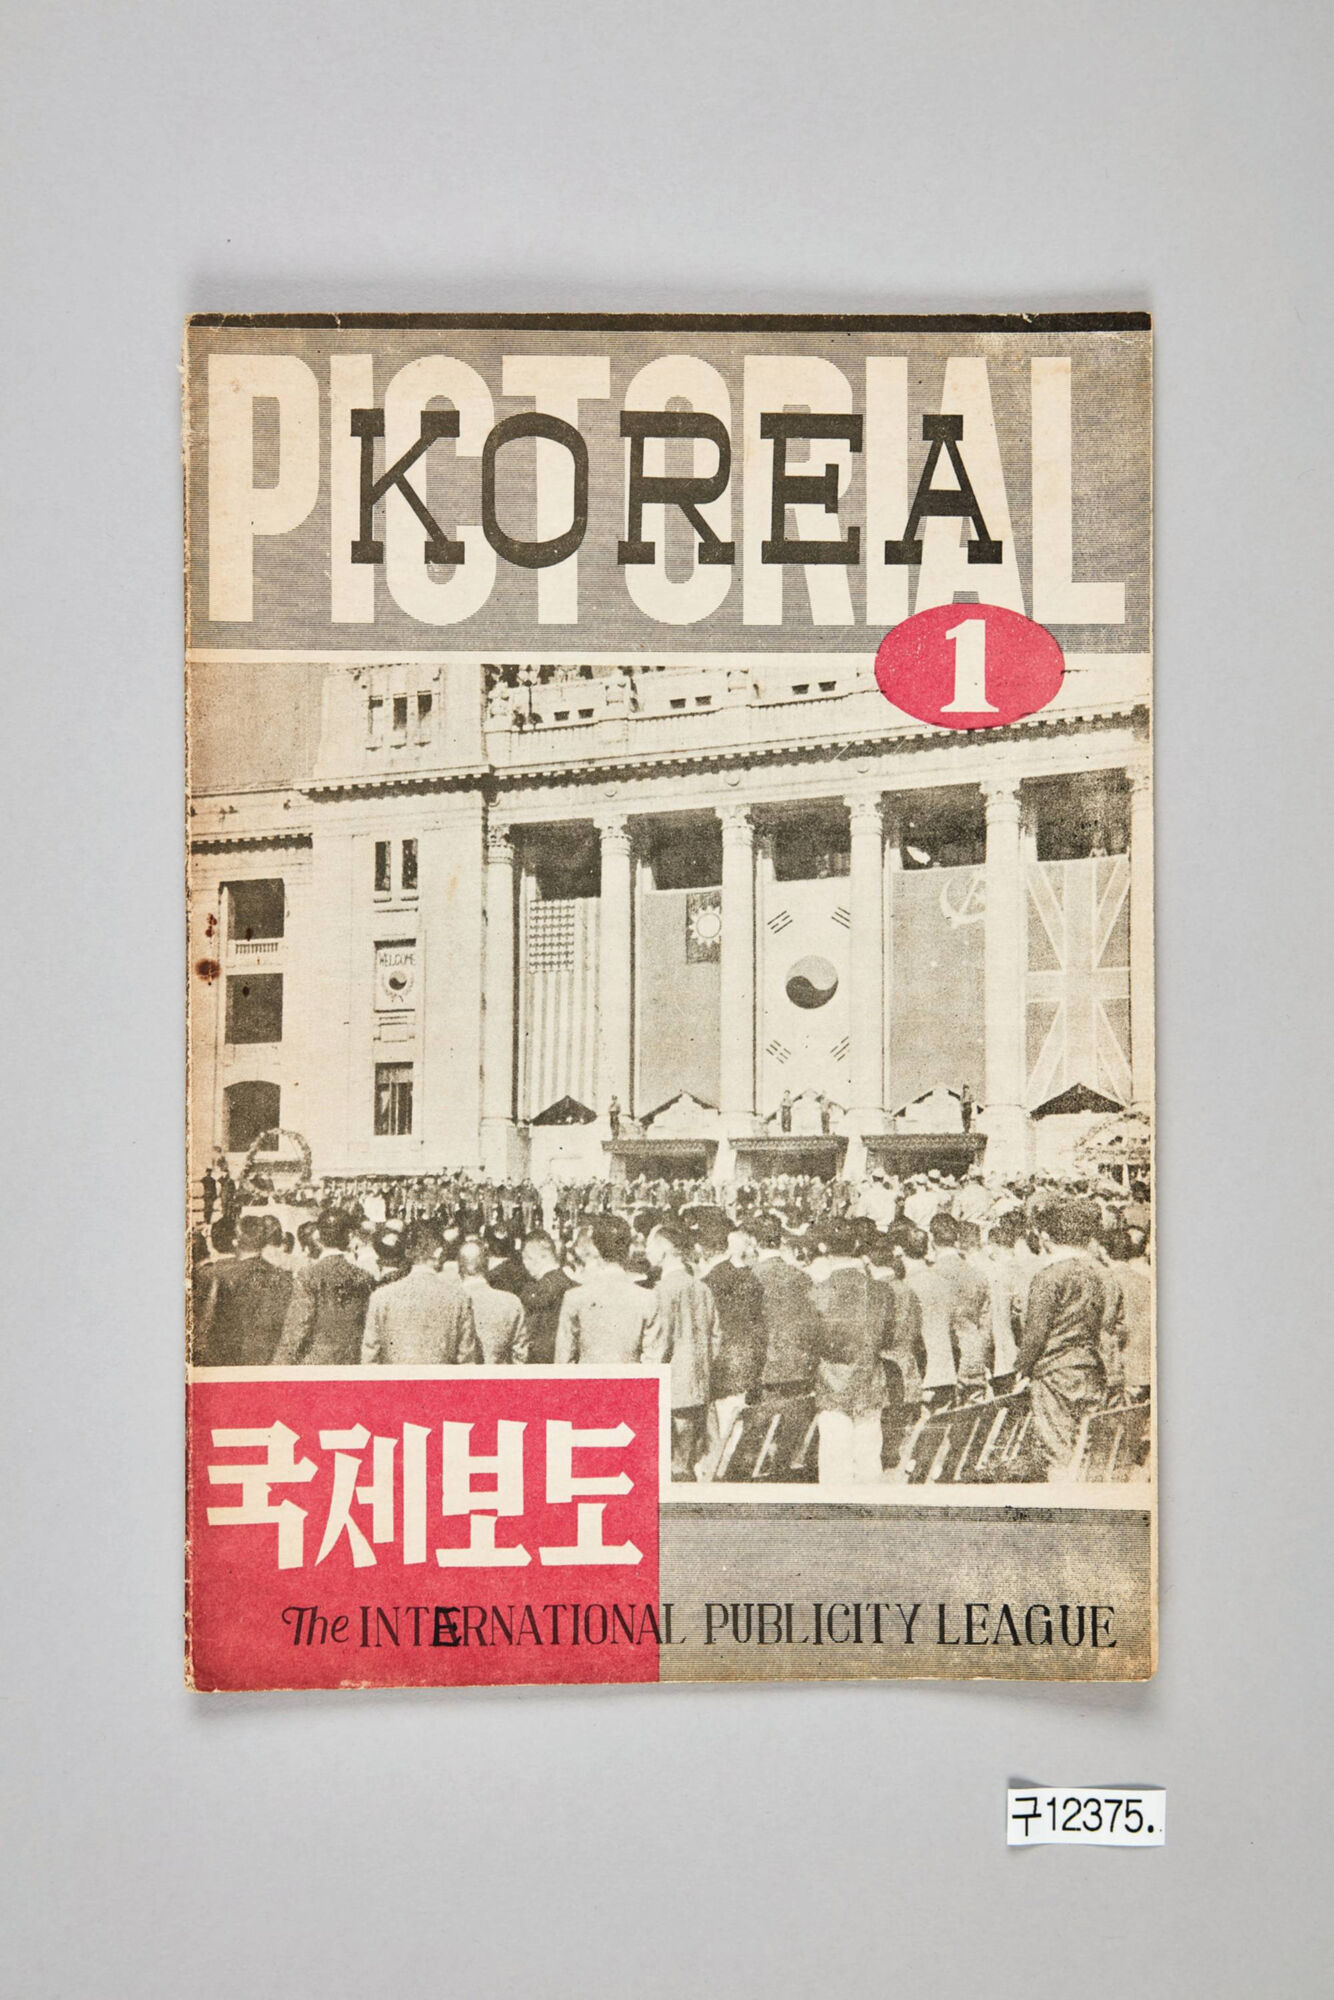 PICTORIAL
KOREA
1
WELCOME
국제보도
The INTERNATIONAL PUBLICITY LEAGUE
구12375.